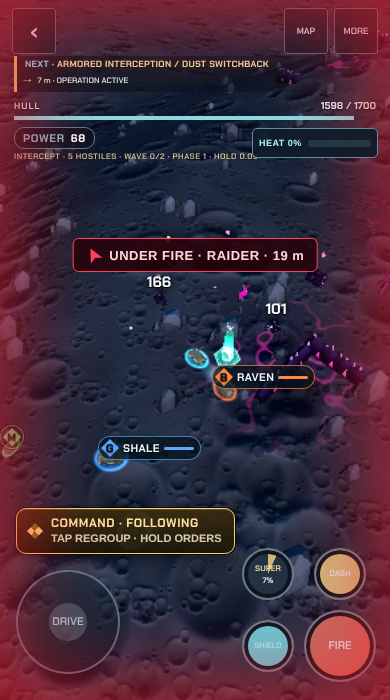 ‹
MAP
MORE
NEXT · ARMORED INTERCEPTION / DUST SWITCHBACK
→ 7 m · OPERATION ACTIVE
HULL
1598 / 1700
POWER 68
HEAT 0%
INTERCEPT · 5 HOSTILES · WAVE 0/2 · PHASE 1 · HOLD
UNDER FIRE · RAIDER · 19 m
166
101
RAVEN
M
G SHALE
COMMAND · FOLLOWING
TAP REGROUP · HOLD ORDERS
SUPER
7%
DASH
DRIVE
SHIELD
FIRE